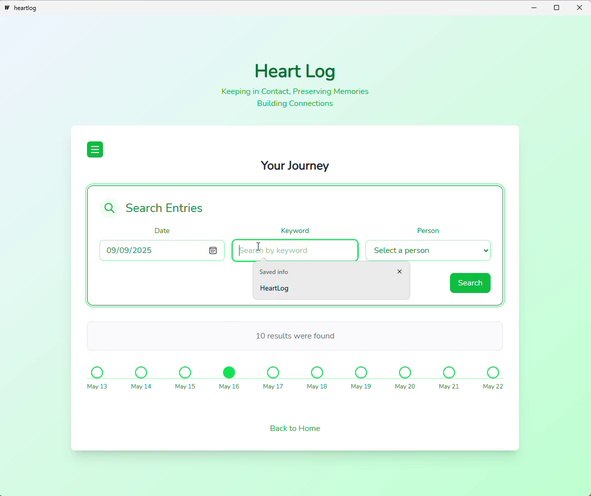 heartlog
Heart Log
Keeping in Contact, Preserving Memories
Building Connections
Your Journey
Search Entries
Date Keyword Person
09/09/2025 Search by keyword Select a person
Saved info
HeartLog
Search
10 results were found
May 13 May 14 May 15 May 16 May 17 May 18 May 19 May 20 May 21 May 22
Back to Home